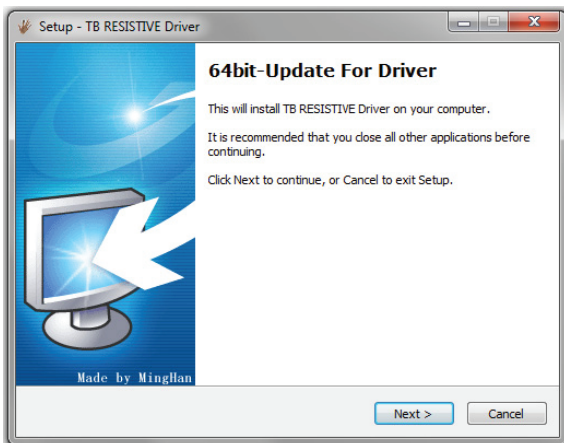 Setup - TB RESISTIVE Driver
64bit-Update For Driver
This will install TB RESISTIVE Driver on your computer.
It is recommended that you close all other applications before
continuing.
Click Next to continue, or Cancel to exit Setup.
Made by MingHan
Next >
Cancel